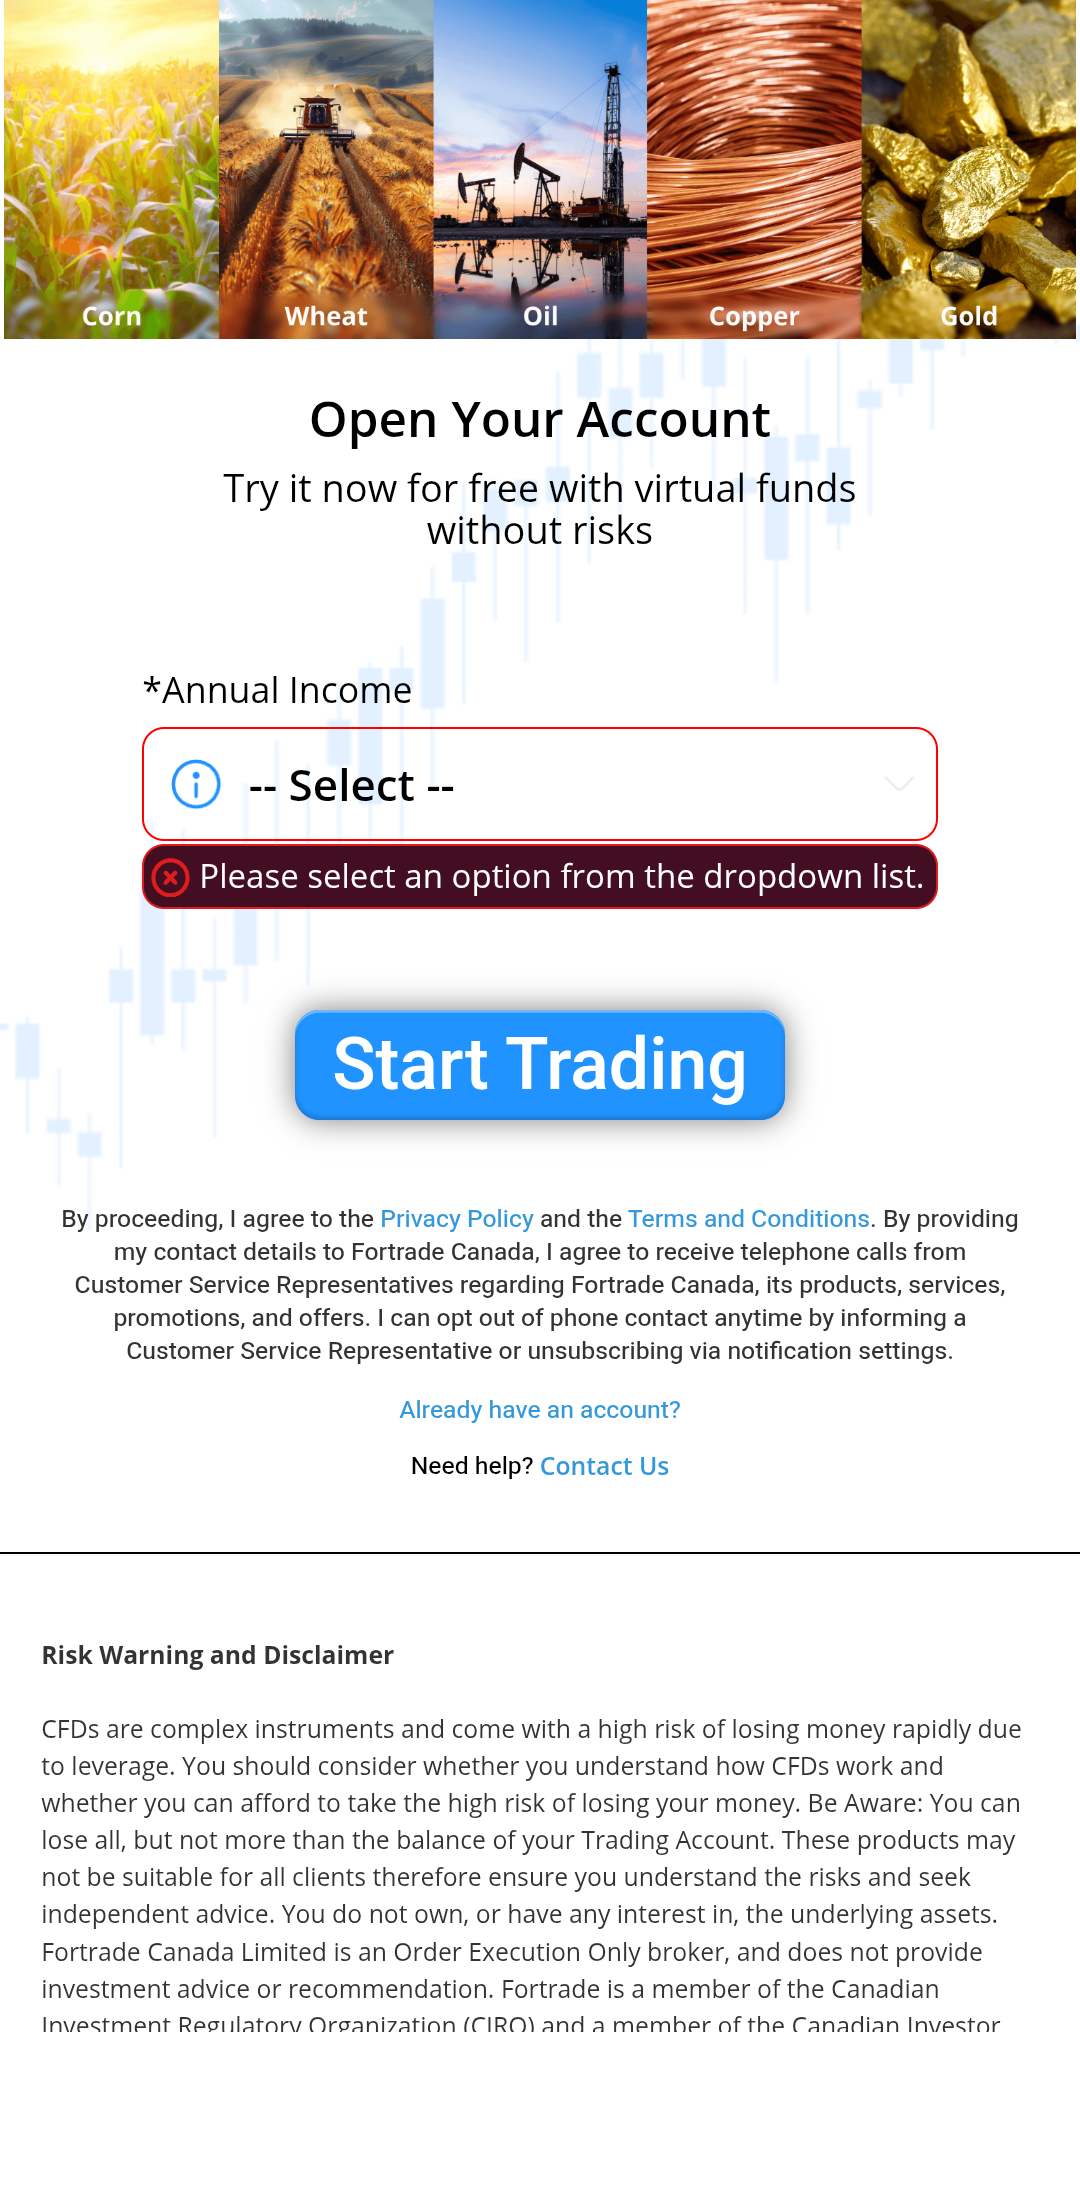 Corn
Wheat
Oil
Copper
Gold
Open Your Account
Try it now for free with virtual funds
without risks
*Annual Income
-- Select --
Please select an option from the dropdown list.
Start Trading
By proceeding, I agree to the Privacy Policy and the Terms and Conditions. By providing
my contact details to Fortrade Canada, I agree to receive telephone calls from
Customer Service Representatives regarding Fortrade Canada, its products, services,
promotions, and offers. I can opt out of phone contact anytime by informing a
Customer Service Representative or unsubscribing via notification settings.
Already have an account?
Need help? Contact Us
Risk Warning and Disclaimer
CFDs are complex instruments and come with a high risk of losing money rapidly due
to leverage. You should consider whether you understand how CFDs work and
whether you can afford to take the high risk of losing your money. Be Aware: You can
lose all, but not more than the balance of your Trading Account. These products may
not be suitable for all clients therefore ensure you understand the risks and seek
independent advice. You do not own, or have any interest in, the underlying assets.
Fortrade Canada Limited is an Order Execution Only broker, and does not provide
investment advice or recommendation. Fortrade is a member of the Canadian
Investment Regulatory Organization (CIRO) and a member of the Canadian Investor